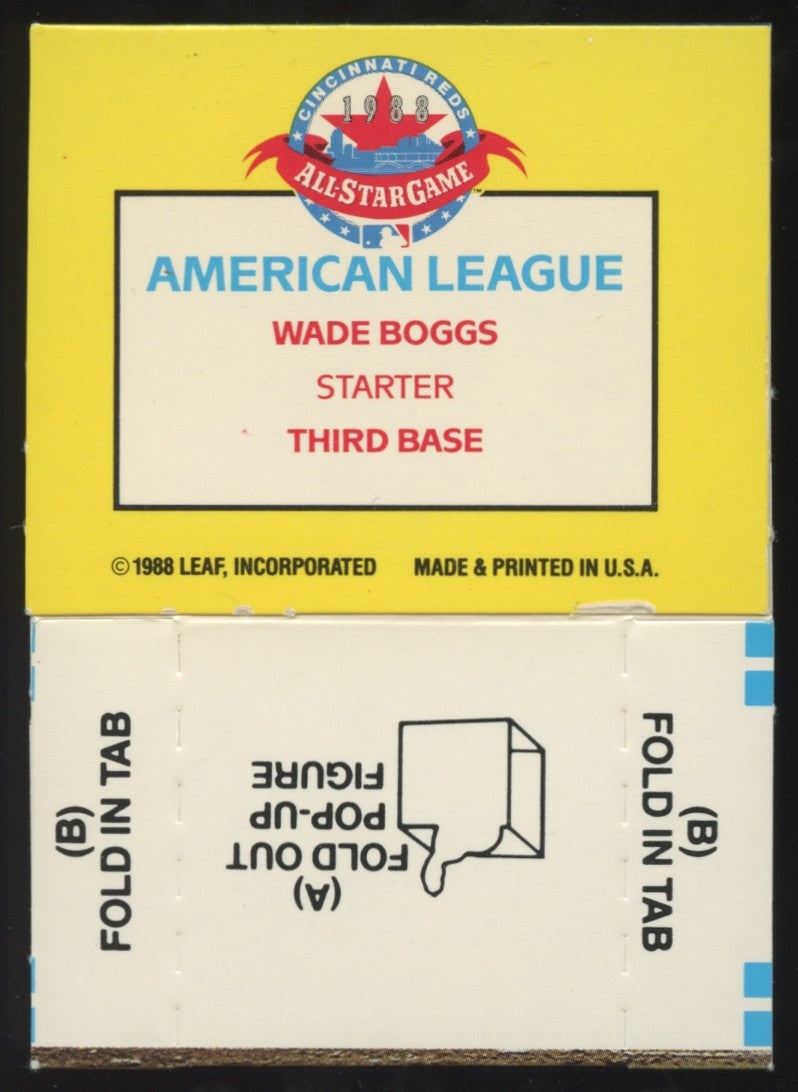 CINCINNATI REDS
1988
ALL-STAR GAME
™
AMERICAN LEAGUE
WADE BOGGS
STARTER
THIRD BASE
© 1988 LEAF, INCORPORATED MADE & PRINTED IN U.S.A.
(B)
FOLD IN TAB
(A)
FOLD OUT
POP-UP
FIGURE
(B)
FOLD IN TAB